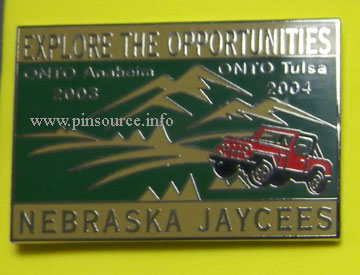 EXPLORE THE OPPORTUNITIES
ONTO Anaheim ONTO Tulsa
2003 2004
www.pinsource.info
NEBRASKA JAYCEES